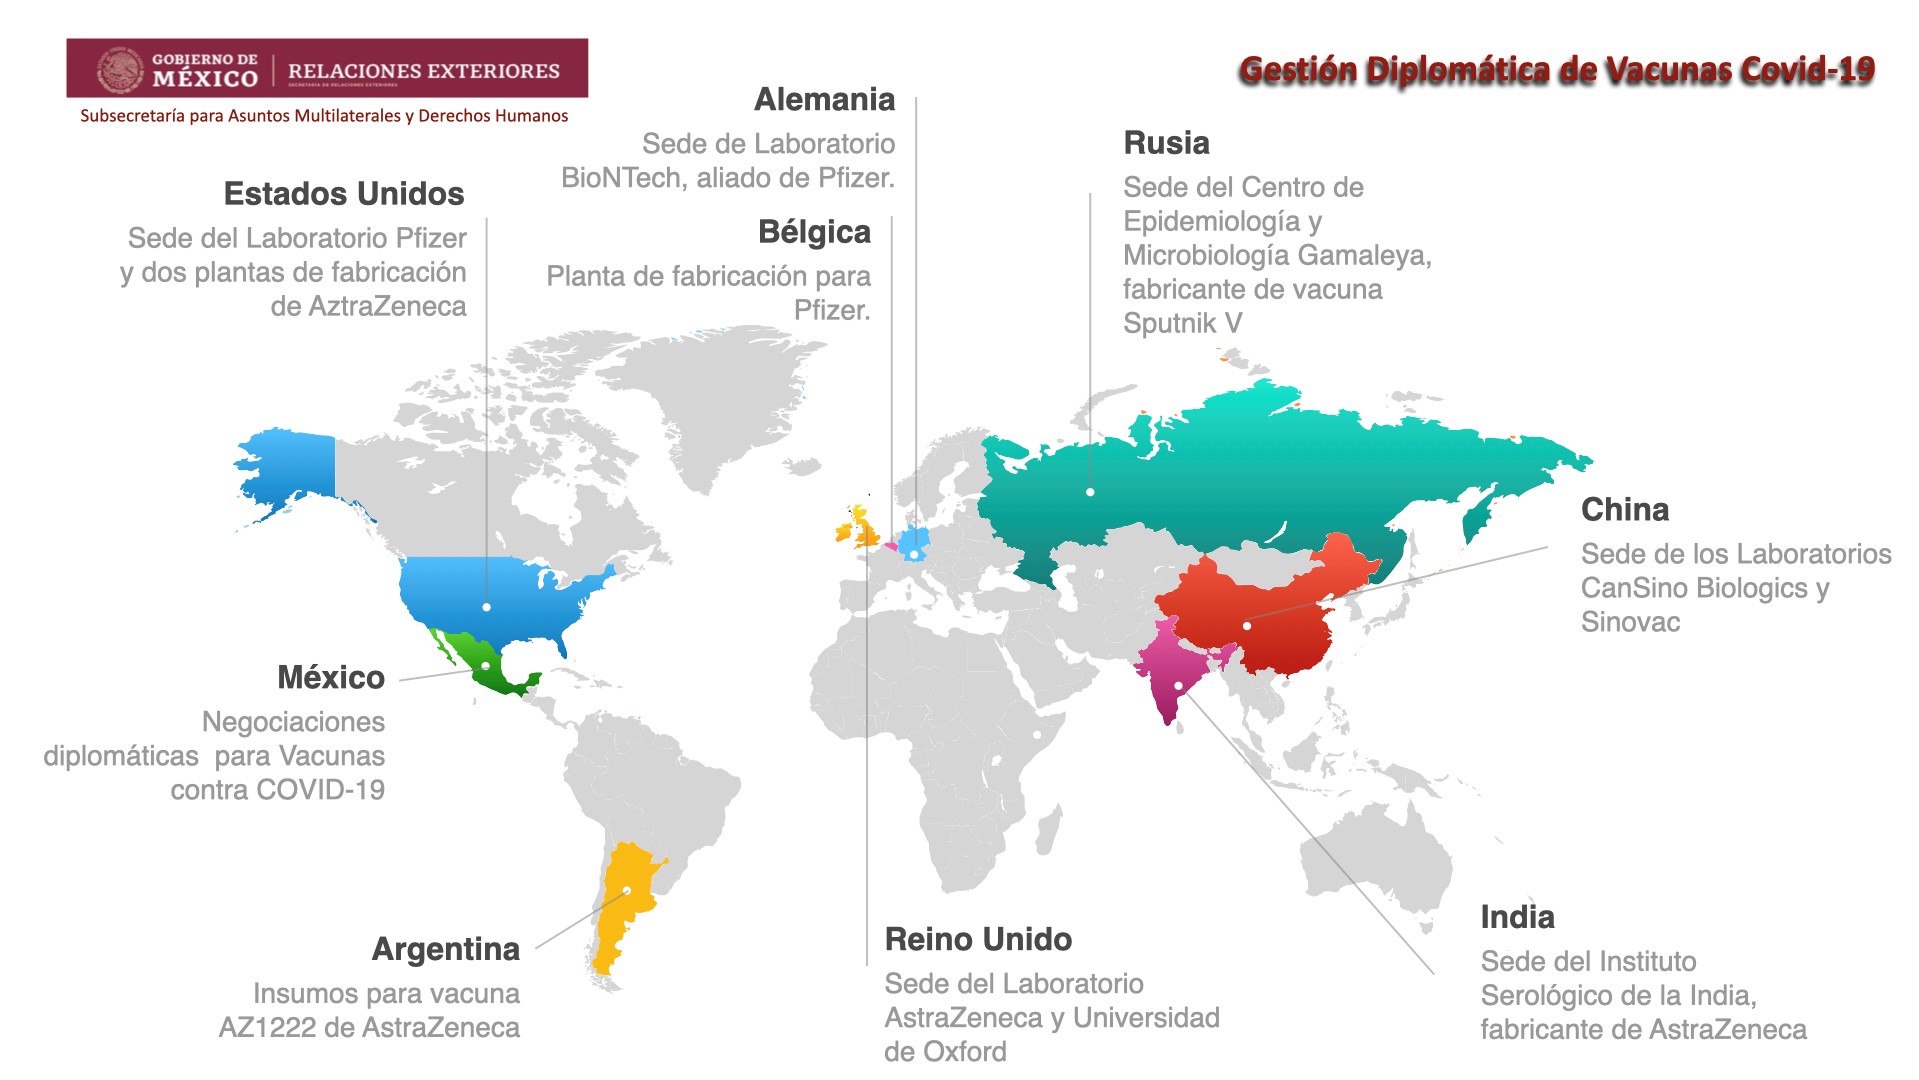 GOBIERNO DE
MÉXICO
RELACIONES EXTERIORES
SECRETARÍA DE RELACIONES EXTERIORES
Subsecretaría para Asuntos Multilaterales y Derechos Humanos
Gestión Diplomática de Vacunas Covid-19
Alemania
Sede de Laboratorio
BioNTech, aliado de Pfizer.
Rusia
Sede del Centro de
Epidemiología y
Microbiología Gamaleya,
fabricante de vacuna
Sputnik V
Estados Unidos
Sede del Laboratorio Pfizer
y dos plantas de fabricación
de AztraZeneca
Bélgica
Planta de fabricación para
Pfizer.
China
Sede de los Laboratorios
CanSino Biologics y
Sinovac
México
Negociaciones
diplomáticas  para Vacunas
contra COVID-19
Argentina
Insumos para vacuna
AZ1222 de AstraZeneca
Reino Unido
Sede del Laboratorio
AstraZeneca y Universidad
de Oxford
India
Sede del Instituto
Serológico de la India,
fabricante de AstraZeneca